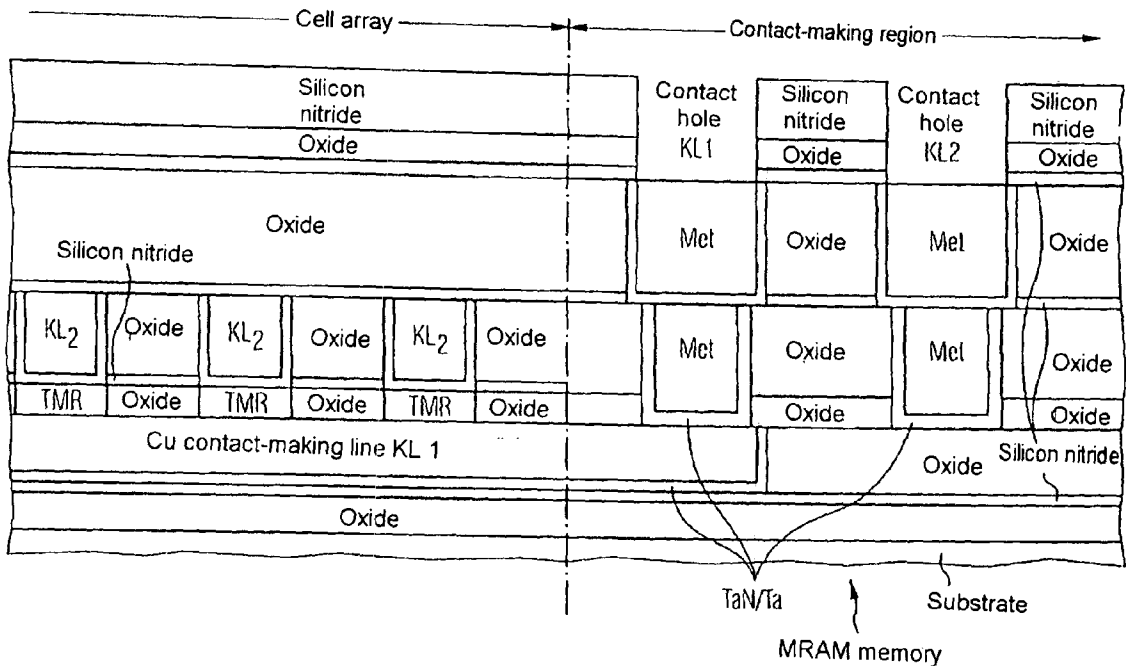 Cell array
Contact-making region
Silicon
nitride
Contact
hole
KL1
Silicon
nitride
Contact
hole
KL2
Silicon
nitride
Oxide
Oxide
Oxide
Oxide
Met
Oxide
Met
Oxide
Silicon nitride
KL2
Oxide
KL2
Oxide
KL2
Oxide
Met
Oxide
Met
Oxide
TMR
Oxide
TMR
Oxide
TMR
Oxide
Oxide
Oxide
Cu contact-making line KL 1
Oxide
Silicon nitride
Oxide
TaN/Ta
Substrate
MRAM memory